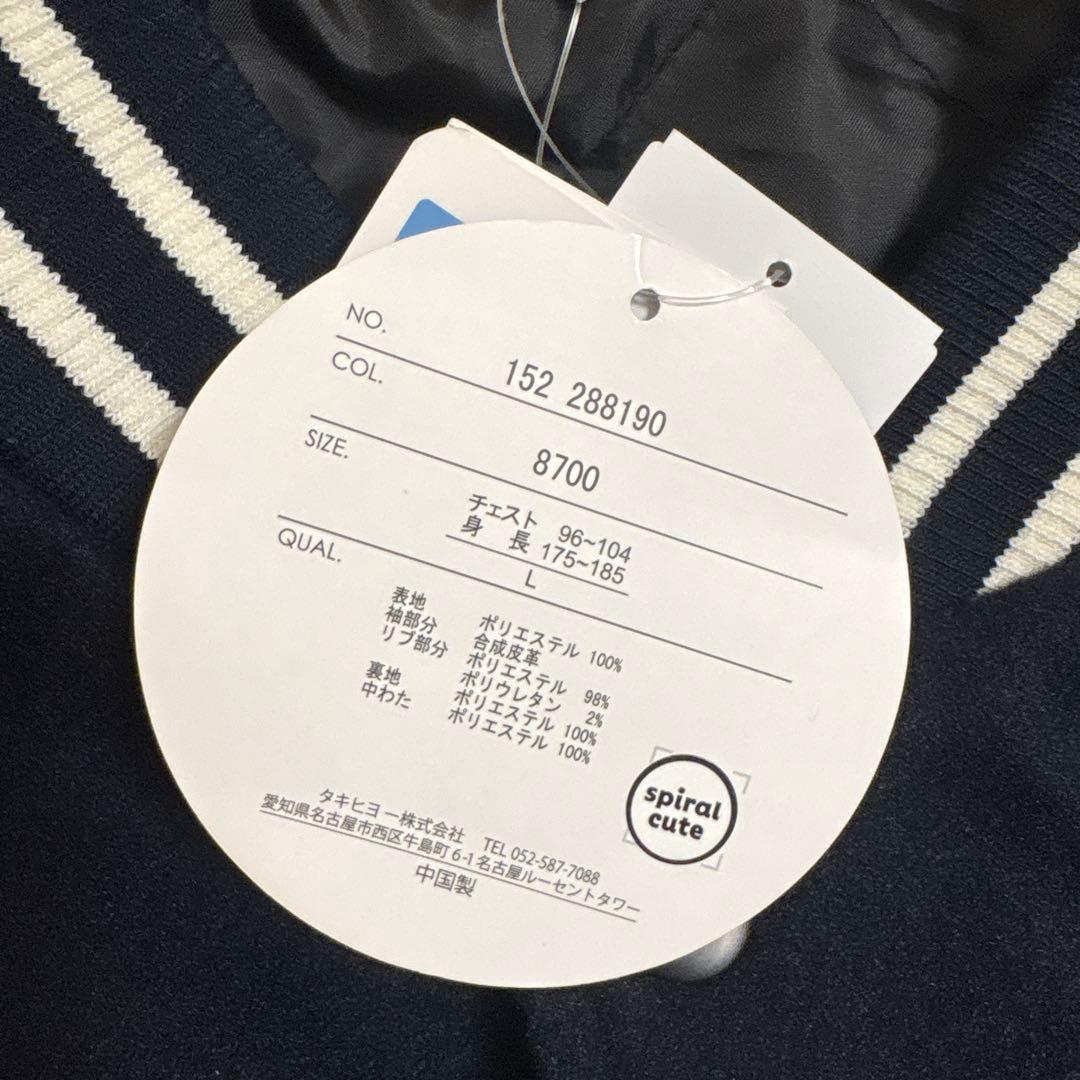 NO.
152 288190
COL.
8700
SIZE.
チェスト 96~104
身 長 175~185
L
QUAL.
表地 ポリエステル 100%
袖部分 合成皮革
リブ部分 ポリエステル 98%
ポリウレタン 2%
裏地 ポリエステル 100%
中わた ポリエステル 100%
spiral
cute
タキヒヨー株式会社 TEL 052-587-7088
愛知県名古屋市西区牛島町6-1名古屋ルーセントタワー
中国製